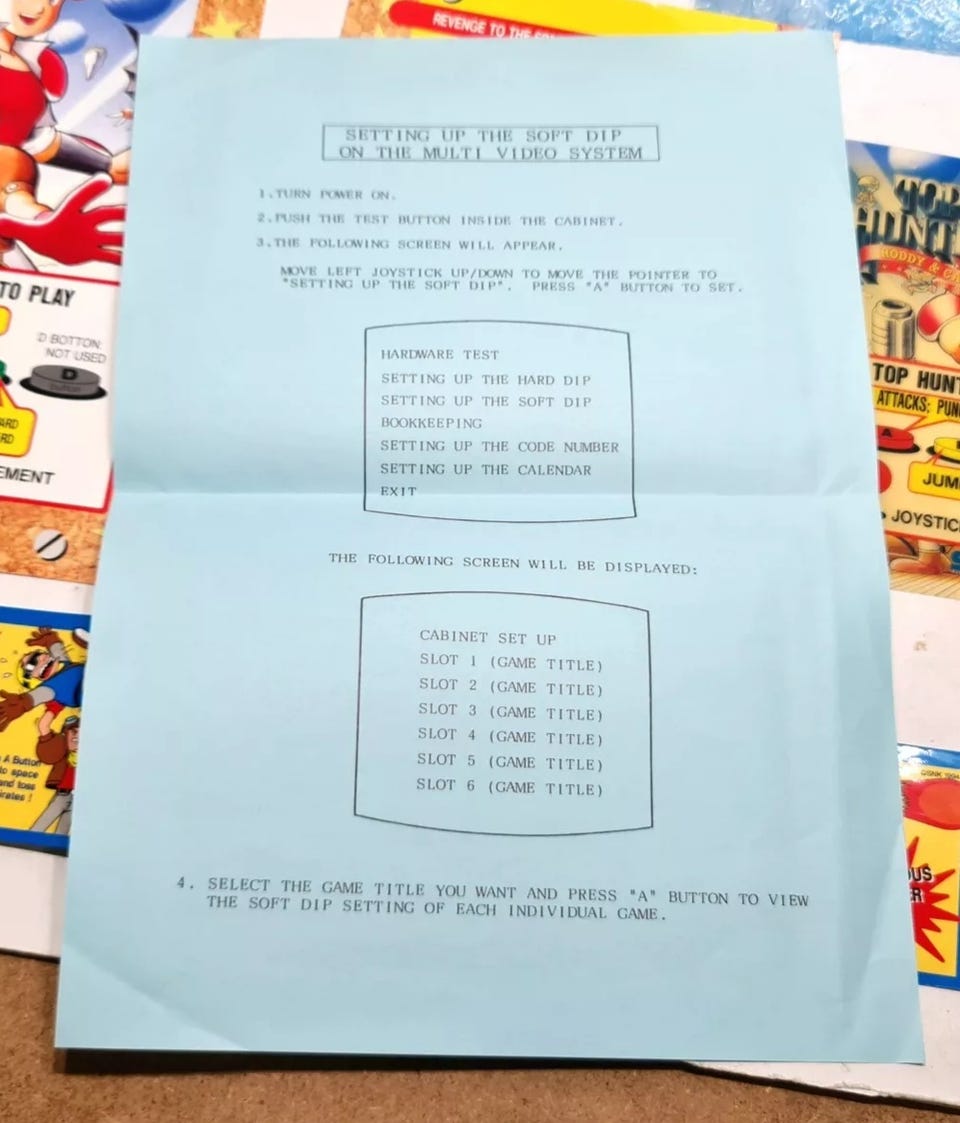 REVENGE TO THE
SETTING UP THE SOFT DIP
ON THE MULTI VIDEO SYSTEM
1.TURN POWER ON.
2.PUSH THE TEST BUTTON INSIDE THE CABINET.
3.THE FOLLOWING SCREEN WILL APPEAR.
MOVE LEFT JOYSTICK UP/DOWN TO MOVE THE POINTER TO
"SETTING UP THE SOFT DIP". PRESS "A" BUTTON TO SET.
HARDWARE TEST
SETTING UP THE HARD DIP
SETTING UP THE SOFT DIP
BOOKKEEPING
SETTING UP THE CODE NUMBER
SETTING UP THE CALENDAR
EXIT
THE FOLLOWING SCREEN WILL BE DISPLAYED:
CABINET SET UP
SLOT 1 (GAME TITLE)
SLOT 2 (GAME TITLE)
SLOT 3 (GAME TITLE)
SLOT 4 (GAME TITLE)
SLOT 5 (GAME TITLE)
SLOT 6 (GAME TITLE)
4. SELECT THE GAME TITLE YOU WANT AND PRESS "A" BUTTON TO VIEW
THE SOFT DIP SETTING OF EACH INDIVIDUAL GAME.
TO PLAY
D BOTTON:
NOT USED
D
button
EMENT
A Button
to space
and toss
irates !
TOP
HUNT
RODDY &
TOP HUNT
ATTACKS; PUN
A
JUM
JOYSTIC
©SNK 1994